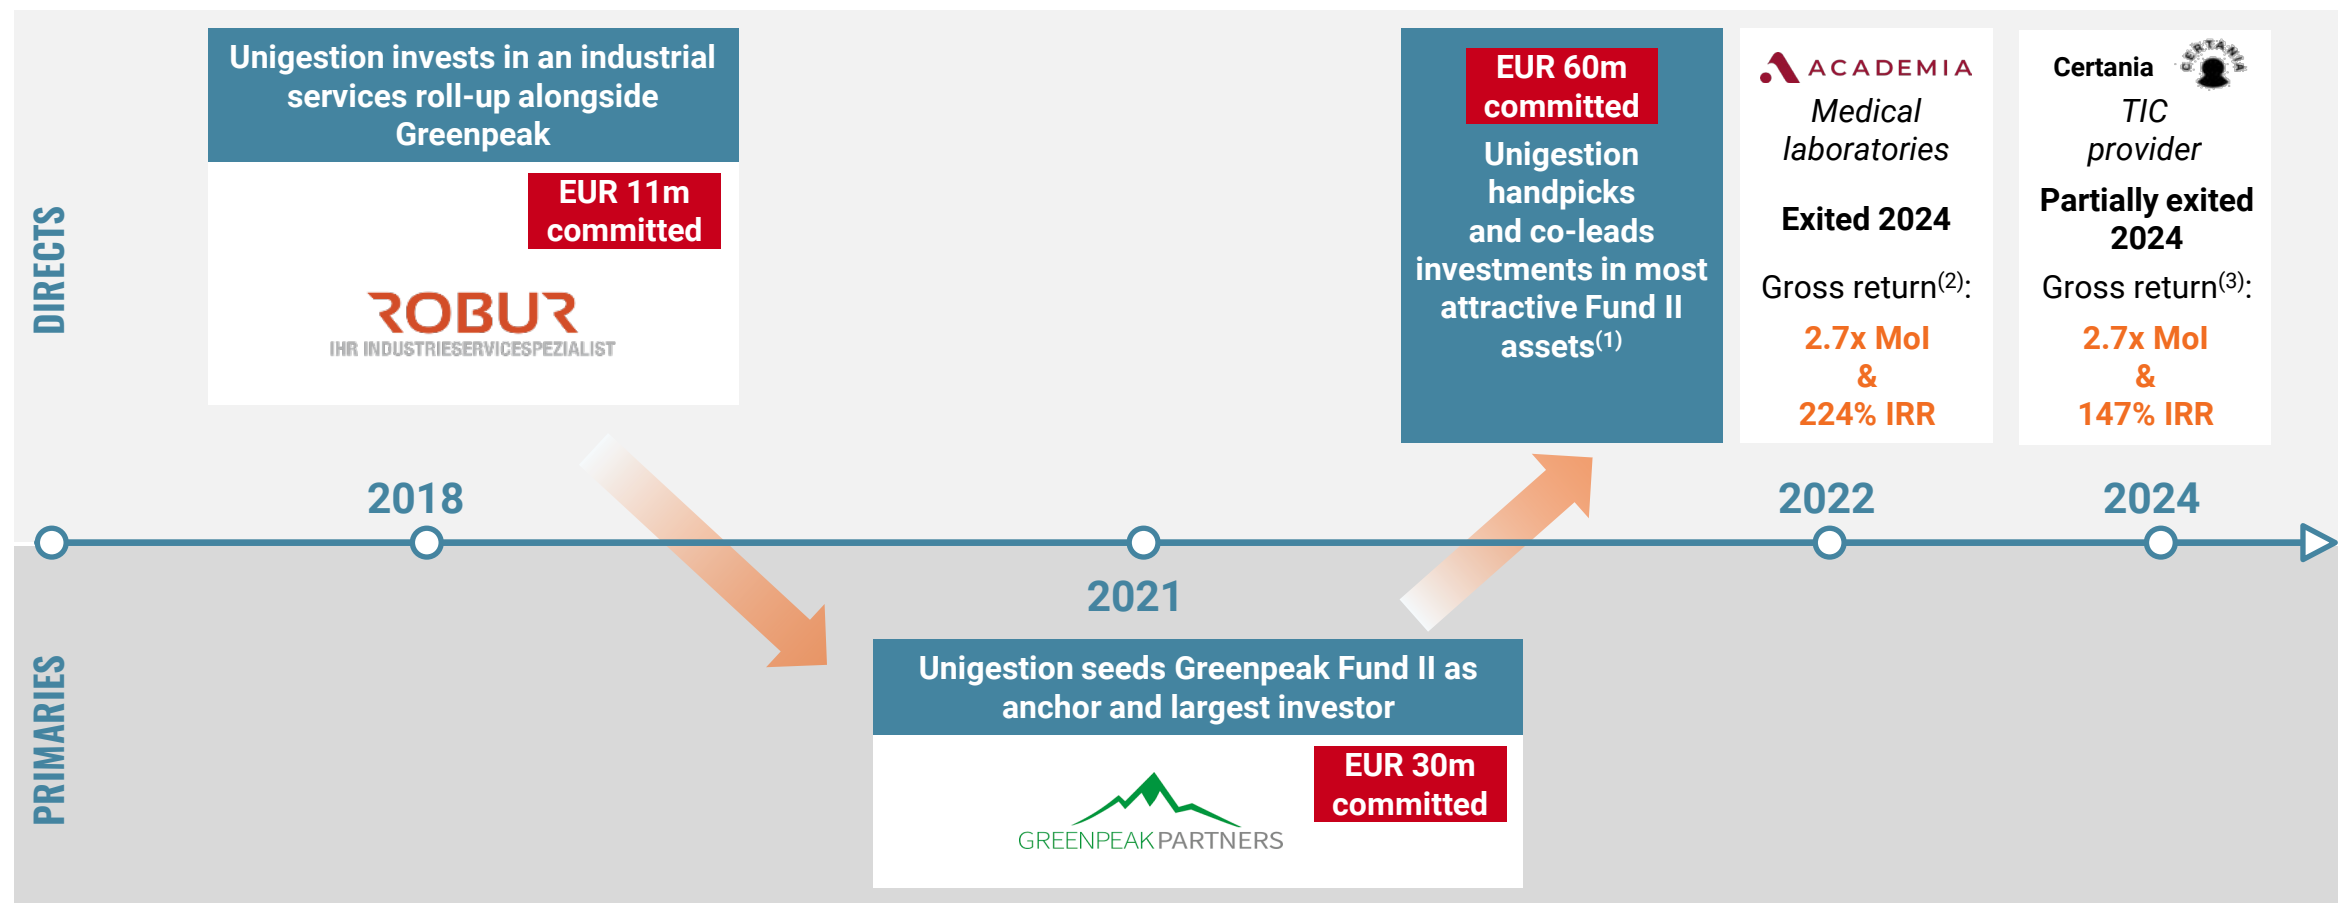 DIRECTS
Unigestion invests in an industrial
services roll-up alongside
Greenpeak
EUR 11m
committed
ROBUR
IHR INDUSTRIESERVICESPEZIALIST
EUR 60m
committed
Unigestion
handpicks
and co-leads
investments in most
attractive Fund II
assets(1)
ACADEMIA
Medical
laboratories
Exited 2024
Gross return(2):
2.7x MoI
&
224% IRR
Certania
CERTANIA
TIC
provider
Partially exited
2024
Gross return(3):
2.7x MoI
&
147% IRR
2018
2021
2022
2024
PRIMARIES
Unigestion seeds Greenpeak Fund II as
anchor and largest investor
EUR 30m
committed
GREENPEAKPARTNERS